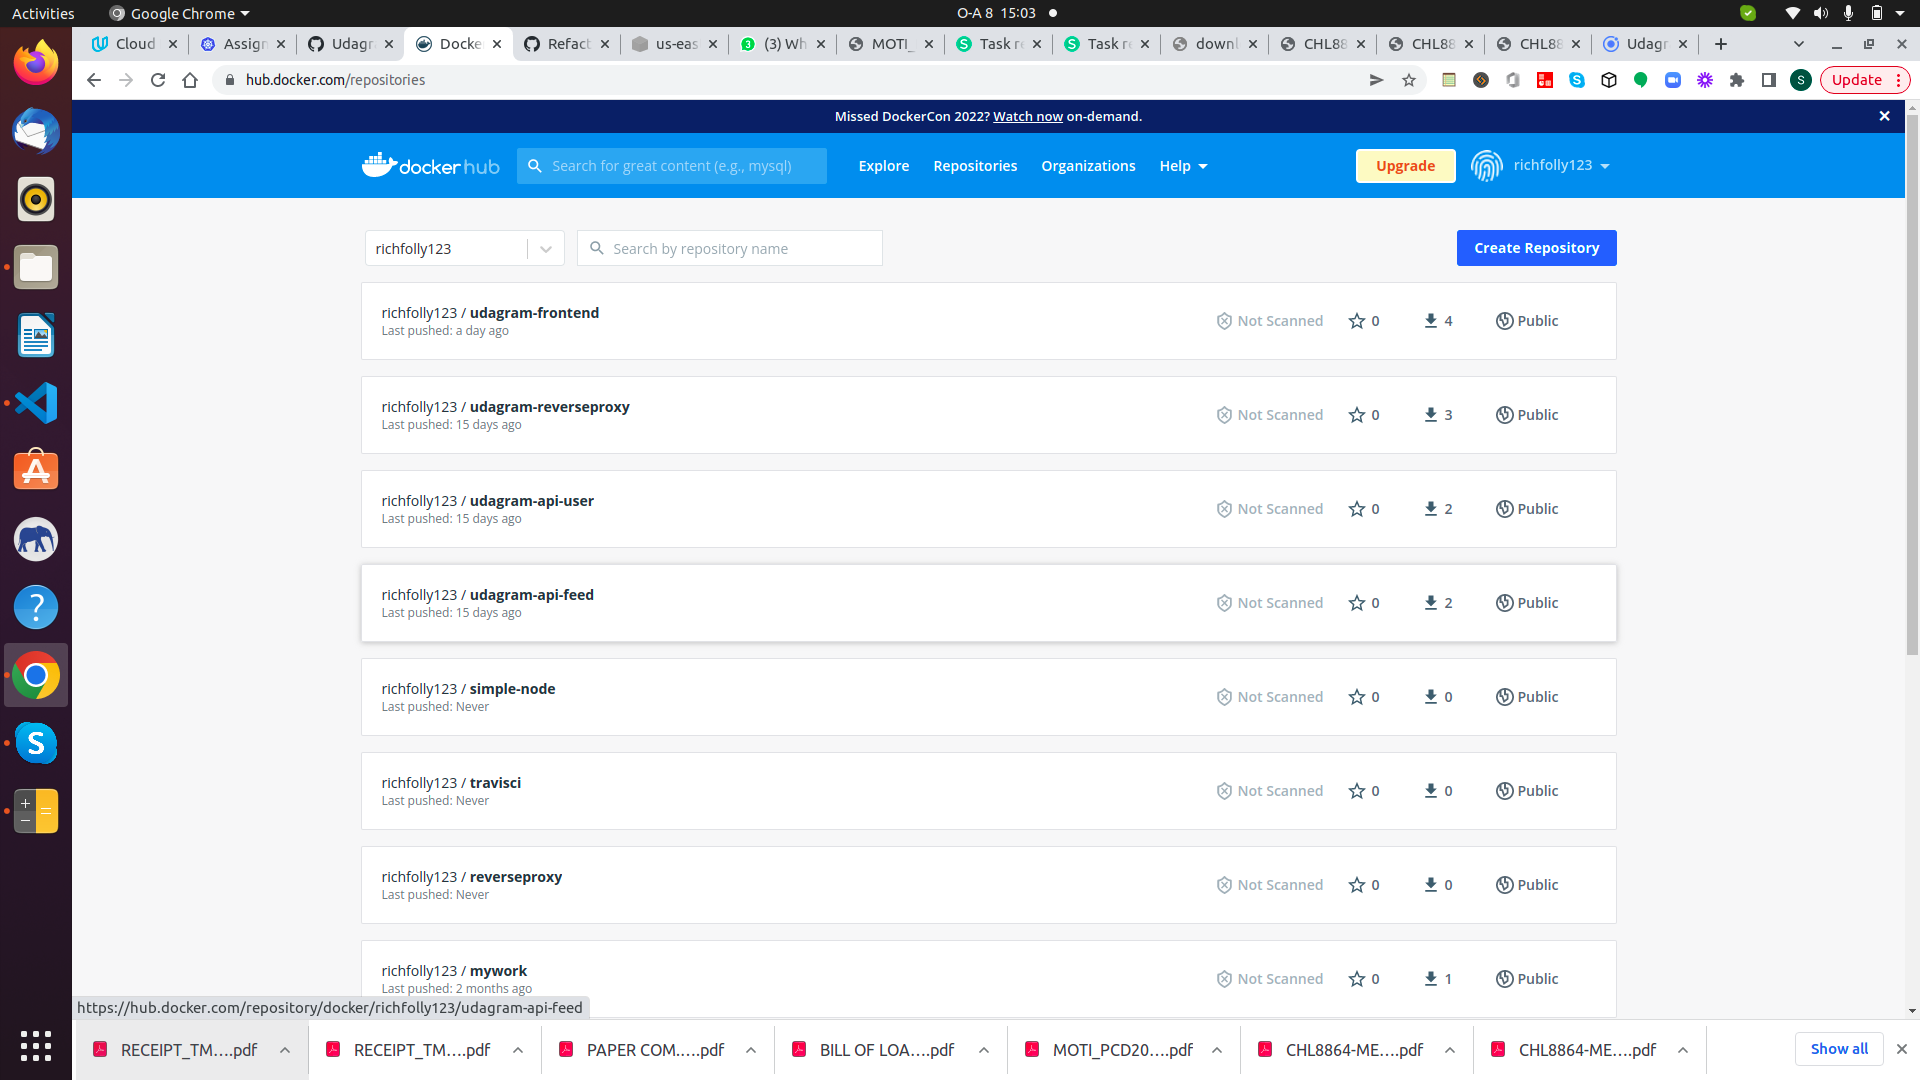 Activities
Google Chrome
O-A 8 15:03
Cloud
Assign
Udagr
Docke
Refact
us-eas
(3) Wh
MOTI_
Task re
Task re
downl
CHL88
CHL88
CHL88
Udagr
hub.docker.com/repositories
Update
Missed DockerCon 2022? Watch now on-demand.
docker hub
Search for great content (e.g., mysql)
Explore
Repositories
Organizations
Help
Upgrade
richfolly123
richfolly123
Search by repository name
Create Repository
richfolly123 / udagram-frontend
Last pushed: a day ago
Not Scanned
0
4
Public
richfolly123 / udagram-reverseproxy
Last pushed: 15 days ago
Not Scanned
0
3
Public
richfolly123 / udagram-api-user
Last pushed: 15 days ago
Not Scanned
0
2
Public
richfolly123 / udagram-api-feed
Last pushed: 15 days ago
Not Scanned
0
2
Public
richfolly123 / simple-node
Last pushed: Never
Not Scanned
0
0
Public
richfolly123 / travisci
Last pushed: Never
Not Scanned
0
0
Public
richfolly123 / reverseproxy
Last pushed: Never
Not Scanned
0
0
Public
richfolly123 / mywork
Last pushed: 2 months ago
Not Scanned
0
1
Public
https://hub.docker.com/repository/docker/richfolly123/udagram-api-feed
RECEIPT_TM....pdf
RECEIPT_TM....pdf
PAPER COM.....pdf
BILL OF LOA....pdf
MOTI_PCD20....pdf
CHL8864-ME....pdf
CHL8864-ME....pdf
Show all